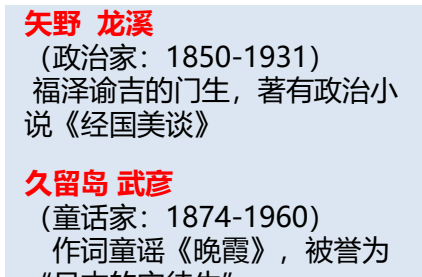 矢野 龙溪
（政治家：1850-1931）
福泽谕吉的门生，著有政治小
说《经国美谈》
久留岛 武彦
（童话家：1874-1960）
作词童谣《晚霞》，被誉为